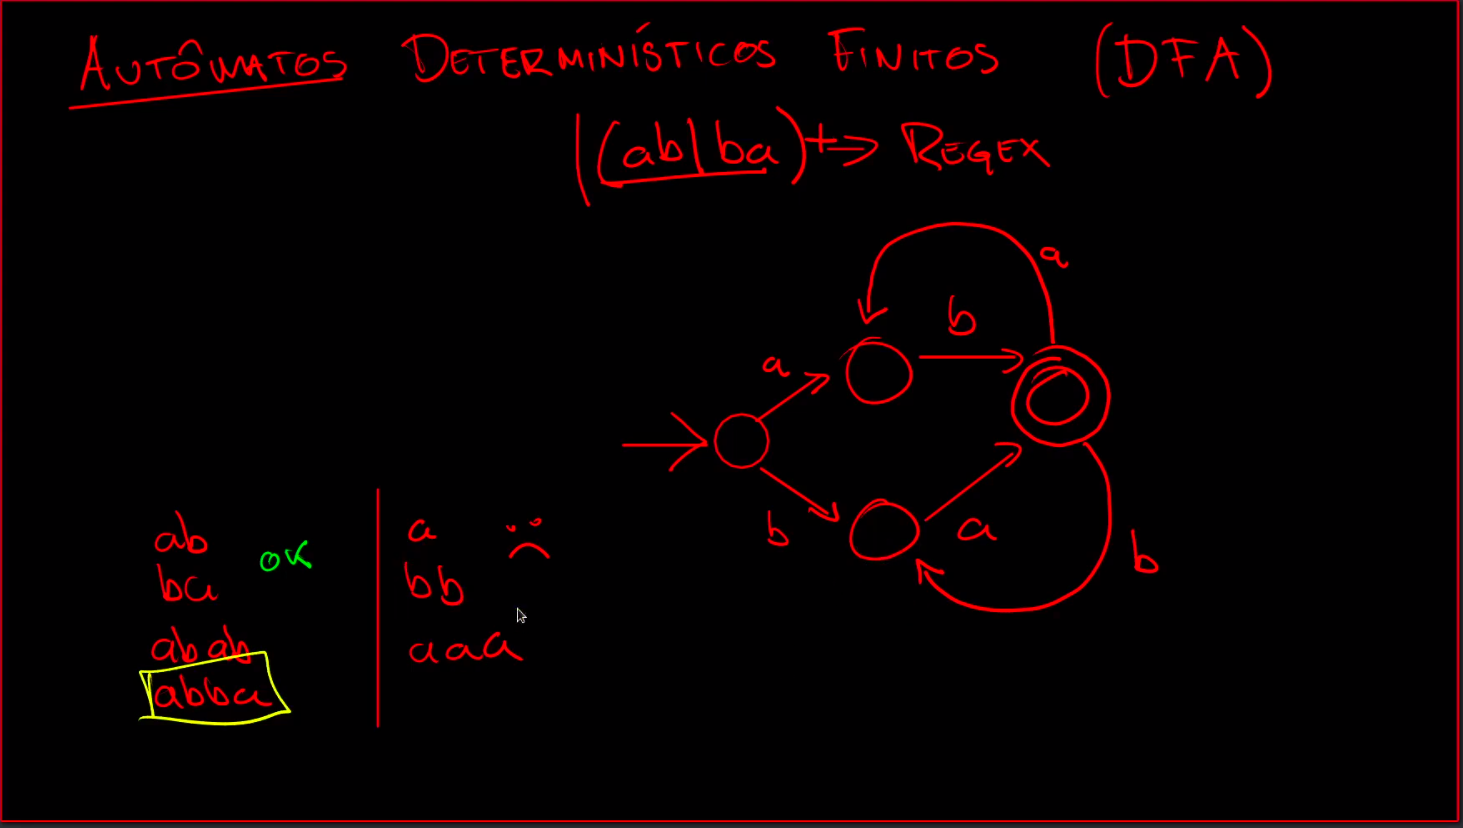 AUTÔMATOS DETERMINÍSTICOS FINITOS (DFA)
|(ab|ba)+ => REGEX
a
b
a
a
b
b
a
ab
ba
OK
abab
abba
a
bb
aaa